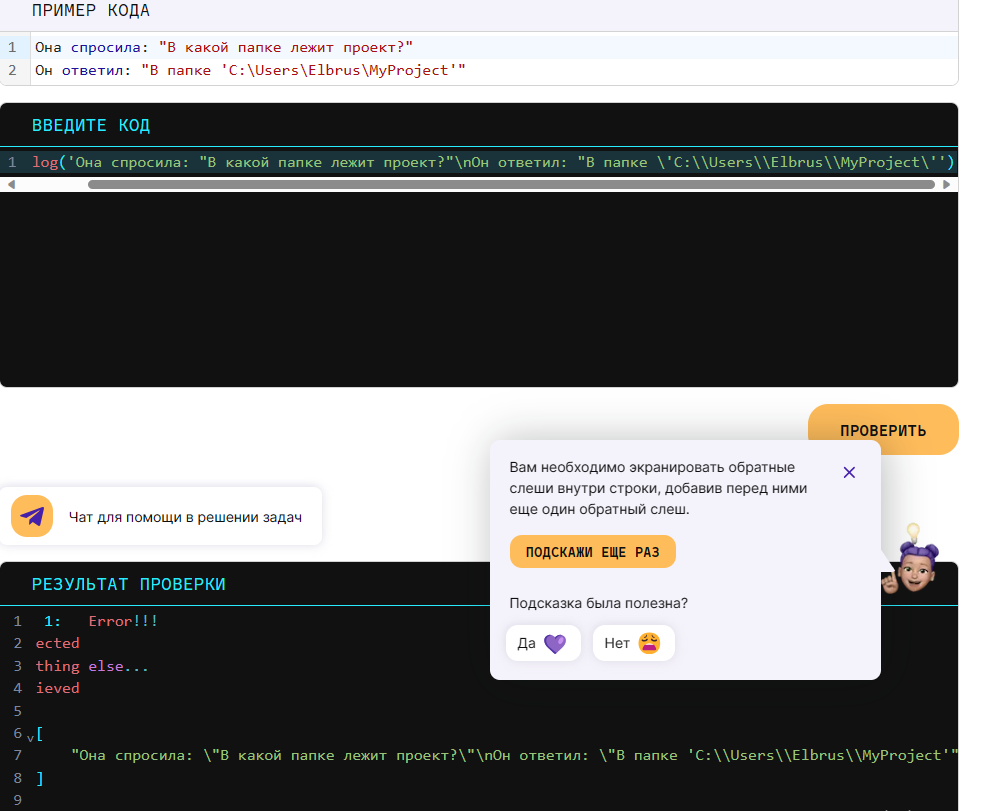 ПРИМЕР КОДА
1 Она спросила: "В какой папке лежит проект?"
2 Он ответил: "В папке 'C:\Users\Elbrus\MyProject'"
ВВЕДИТЕ КОД
1 log('Она спросила: "В какой папке лежит проект?"\nОн ответил: "В папке \'C:\\Users\\Elbrus\\MyProject\'')
ПРОВЕРИТЬ
Вам необходимо экранировать обратные
слеши внутри строки, добавив перед ними
еще один обратный слеш.
ПОДСКАЖИ ЕЩЕ РАЗ
Подсказка была полезна?
Да
Нет
Чат для помощи в решении задач
РЕЗУЛЬТАТ ПРОВЕРКИ
1 1: Error!!!
2 ected
3 thing else...
4 ieved
5
6 [
7 "Она спросила: \"В какой папке лежит проект?\"\nОн ответил: \"В папке 'C:\\Users\\Elbrus\\MyProject'"
8 ]
9